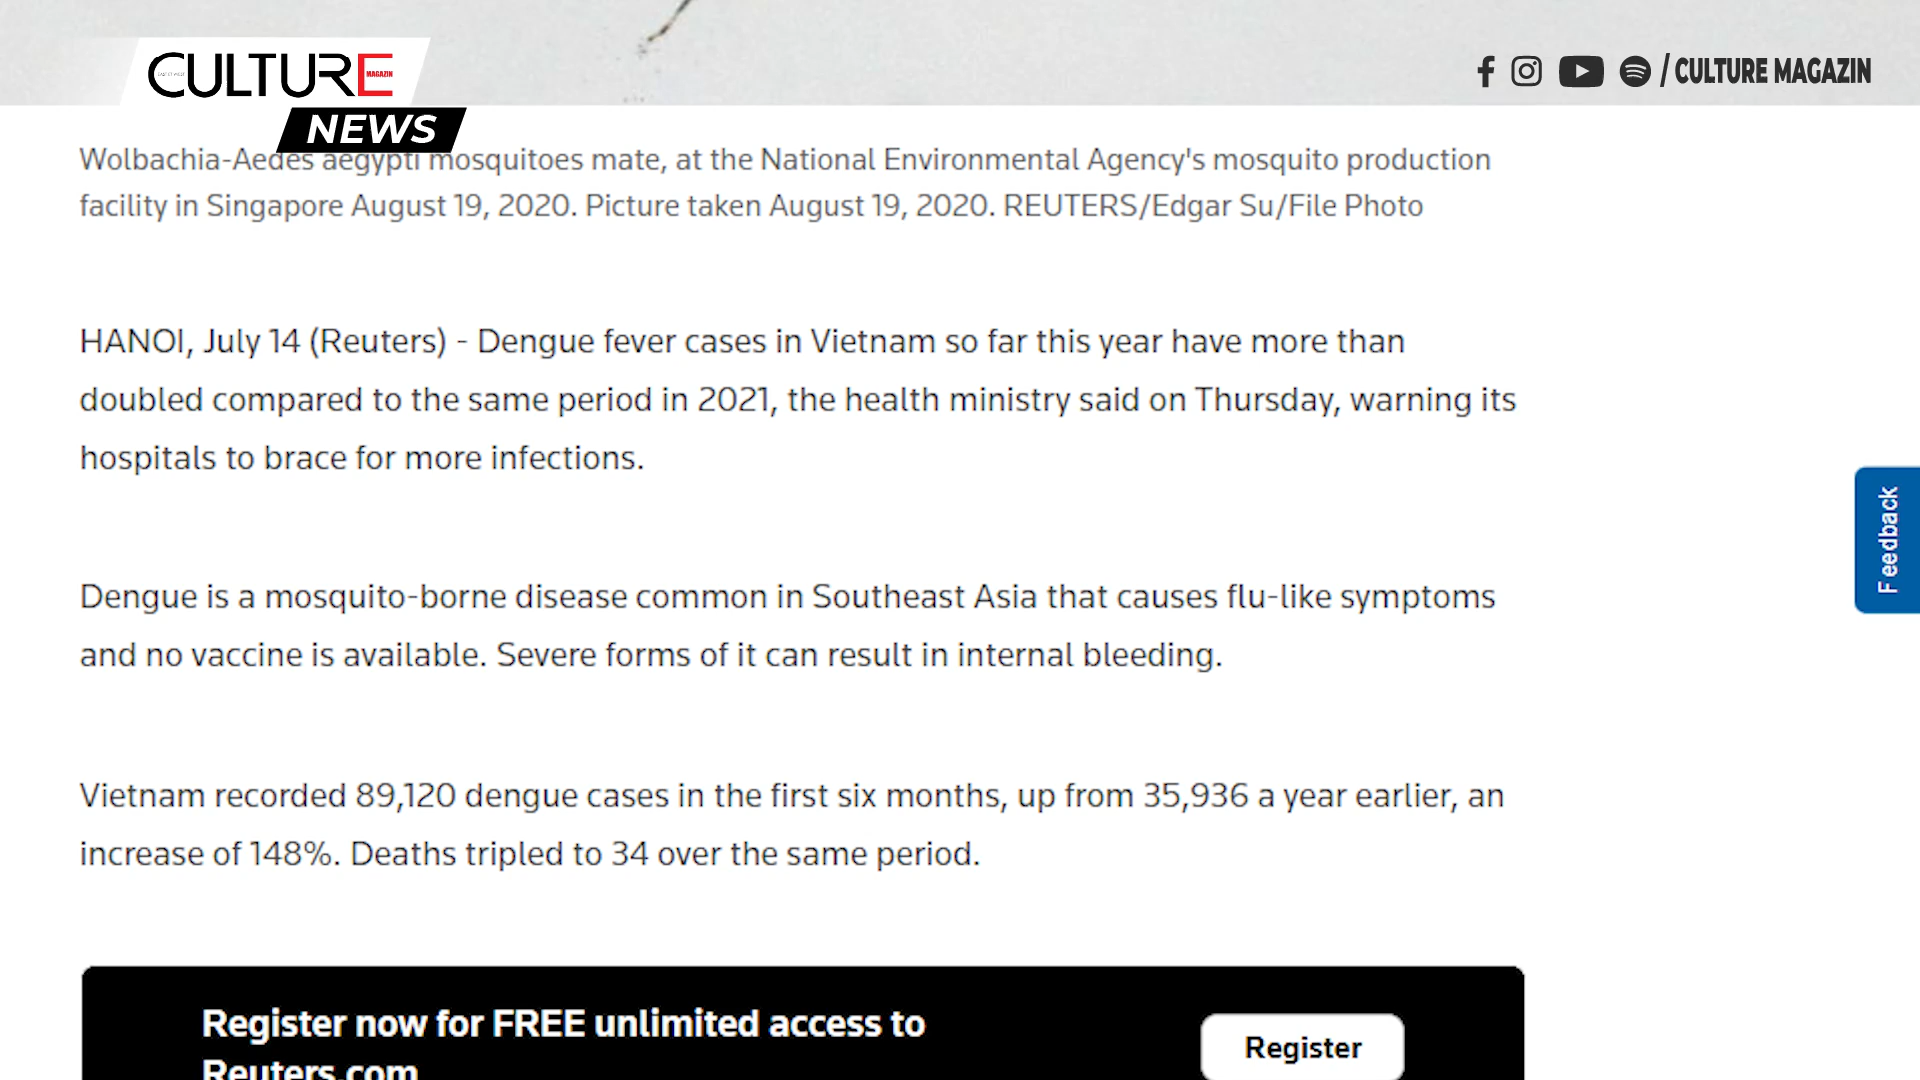 CULTURE
MAGAZIN
NEWS
/ CULTURE MAGAZIN
Wolbachia-Aedes aegypti mosquitoes mate, at the National Environmental Agency's mosquito production
facility in Singapore August 19, 2020. Picture taken August 19, 2020. REUTERS/Edgar Su/File Photo
HANOI, July 14 (Reuters) - Dengue fever cases in Vietnam so far this year have more than
doubled compared to the same period in 2021, the health ministry said on Thursday, warning its
hospitals to brace for more infections.
Dengue is a mosquito-borne disease common in Southeast Asia that causes flu-like symptoms
and no vaccine is available. Severe forms of it can result in internal bleeding.
Vietnam recorded 89,120 dengue cases in the first six months, up from 35,936 a year earlier, an
increase of 148%. Deaths tripled to 34 over the same period.
Feedback
Register now for FREE unlimited access to
Reuters.com
Register